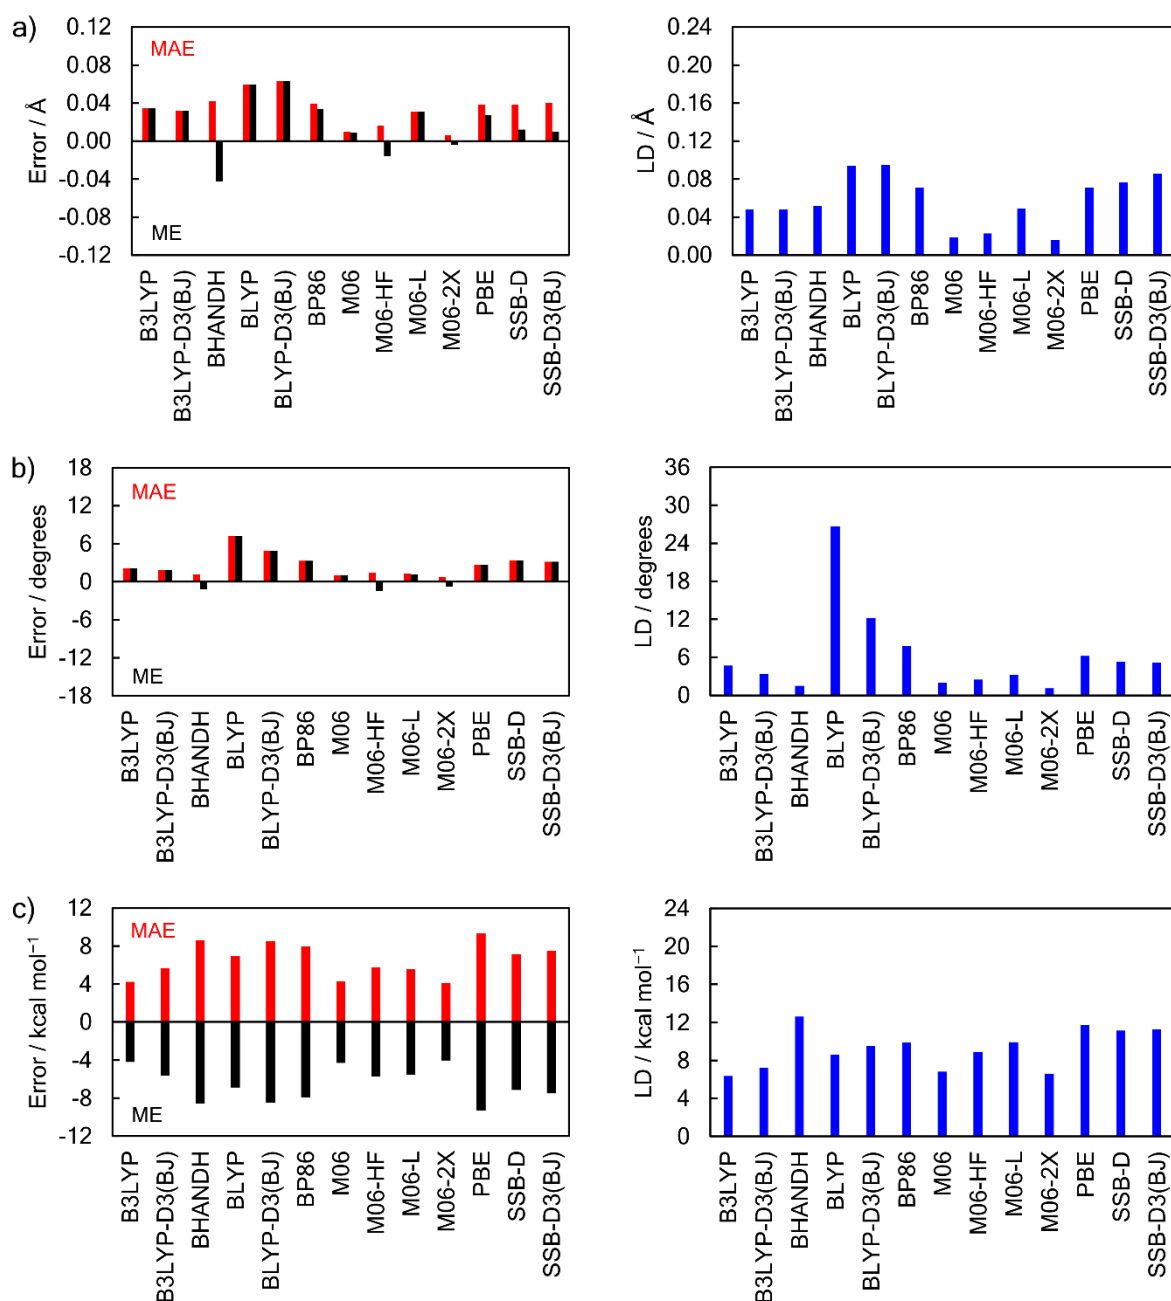 a)
0.12
0.08
0.04
0.00
-0.04
-0.08
-0.12
Error / Å
MAE
ME
B3LYP
B3LYP-D3(BJ)
BHANDH
BLYP
BLYP-D3(BJ)
BP86
M06
M06-HF
M06-L
M06-2X
PBE
SSB-D
SSB-D3(BJ)
0.24
0.20
0.16
0.12
0.08
0.04
0.00
LD / Å
B3LYP
B3LYP-D3(BJ)
BHANDH
BLYP
BLYP-D3(BJ)
BP86
M06
M06-HF
M06-L
M06-2X
PBE
SSB-D
SSB-D3(BJ)
b)
18
12
6
0
-6
-12
-18
Error / degrees
MAE
ME
B3LYP
B3LYP-D3(BJ)
BHANDH
BLYP
BLYP-D3(BJ)
BP86
M06
M06-HF
M06-L
M06-2X
PBE
SSB-D
SSB-D3(BJ)
36
30
24
18
12
6
0
LD / degrees
B3LYP
B3LYP-D3(BJ)
BHANDH
BLYP
BLYP-D3(BJ)
BP86
M06
M06-HF
M06-L
M06-2X
PBE
SSB-D
SSB-D3(BJ)
c)
12
8
4
0
-4
-8
-12
Error / kcal mol⁻¹
MAE
ME
B3LYP
B3LYP-D3(BJ)
BHANDH
BLYP
BLYP-D3(BJ)
BP86
M06
M06-HF
M06-L
M06-2X
PBE
SSB-D
SSB-D3(BJ)
24
20
16
12
8
4
0
LD / kcal mol⁻¹
B3LYP
B3LYP-D3(BJ)
BHANDH
BLYP
BLYP-D3(BJ)
BP86
M06
M06-HF
M06-L
M06-2X
PBE
SSB-D
SSB-D3(BJ)